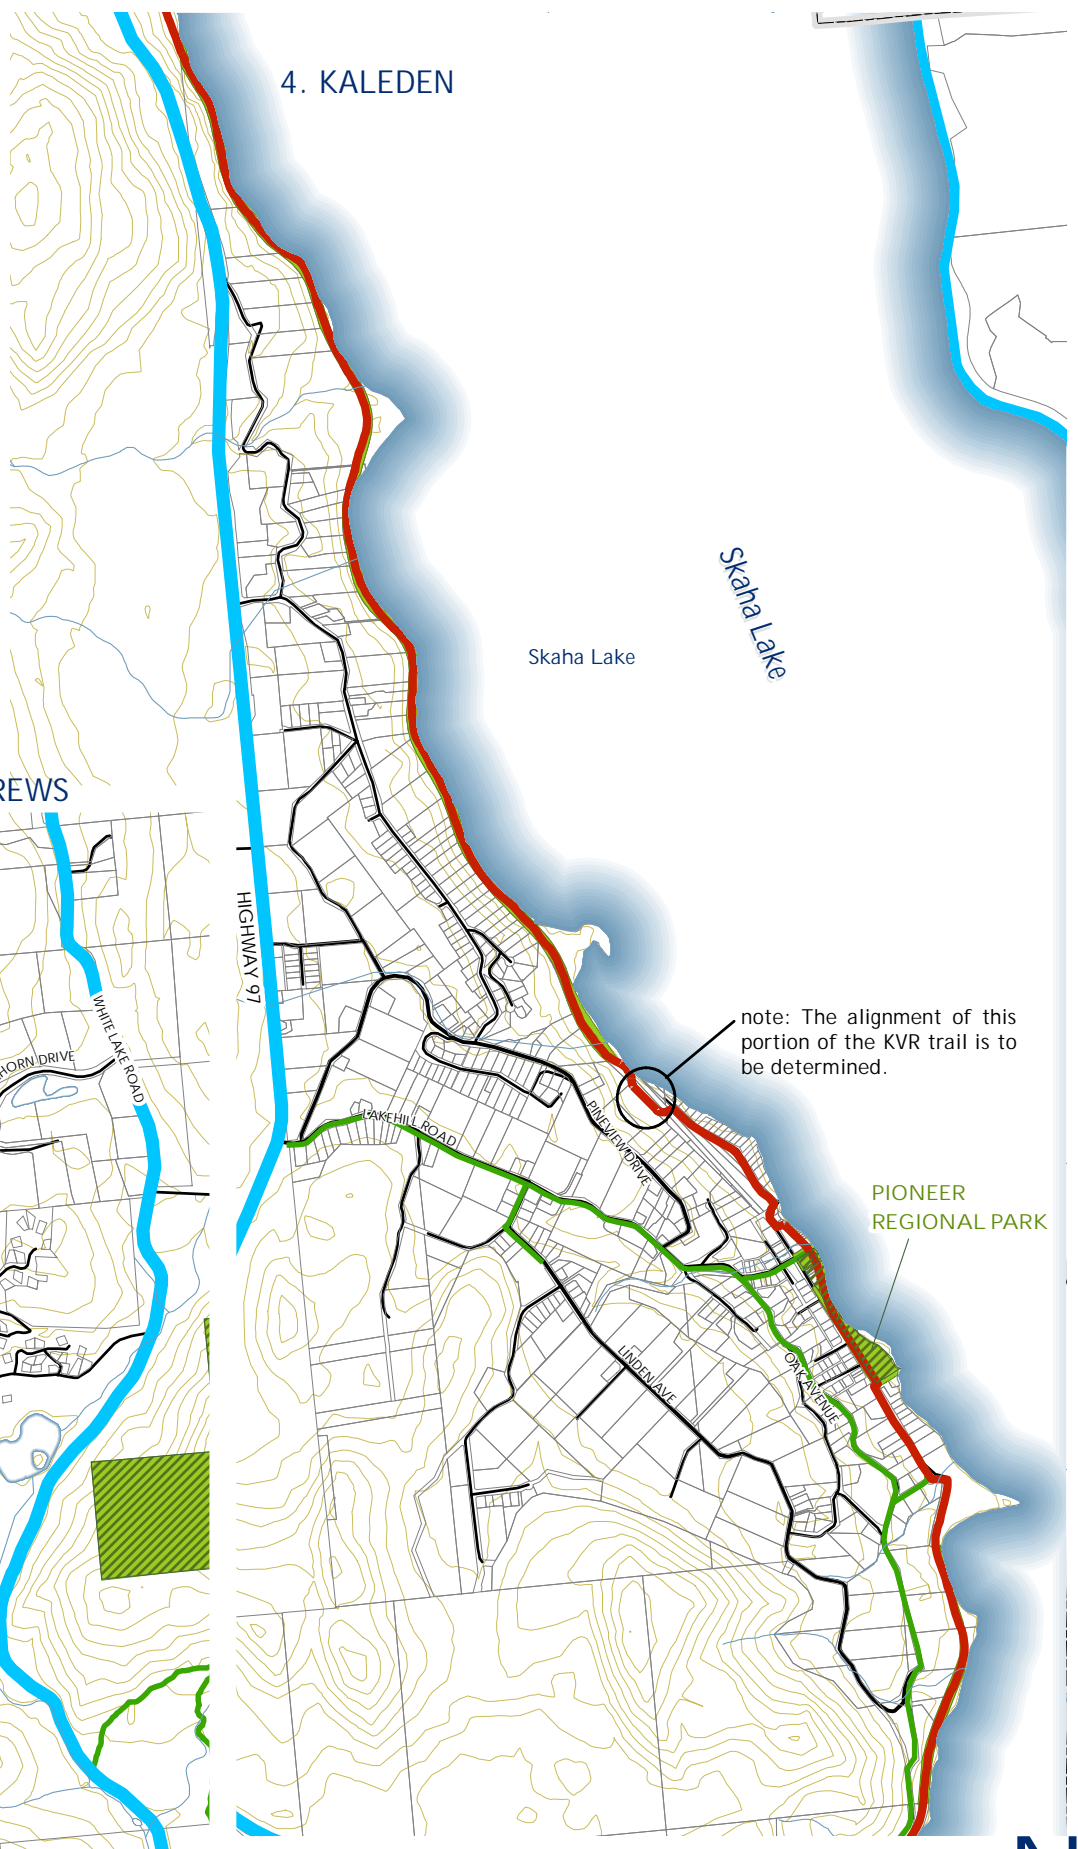 4. KALEDEN
Skaha Lake
Skaha Lake
REWS
HIGHWAY 97
WHITE LAKE ROAD
HORN DRIVE
note: The alignment of this
portion of the KVR trail is to
be determined.
LAKEHILL ROAD
PINEVIEW DRIVE
PIONEER
REGIONAL PARK
LINDEN AVE
OAK AVENUE